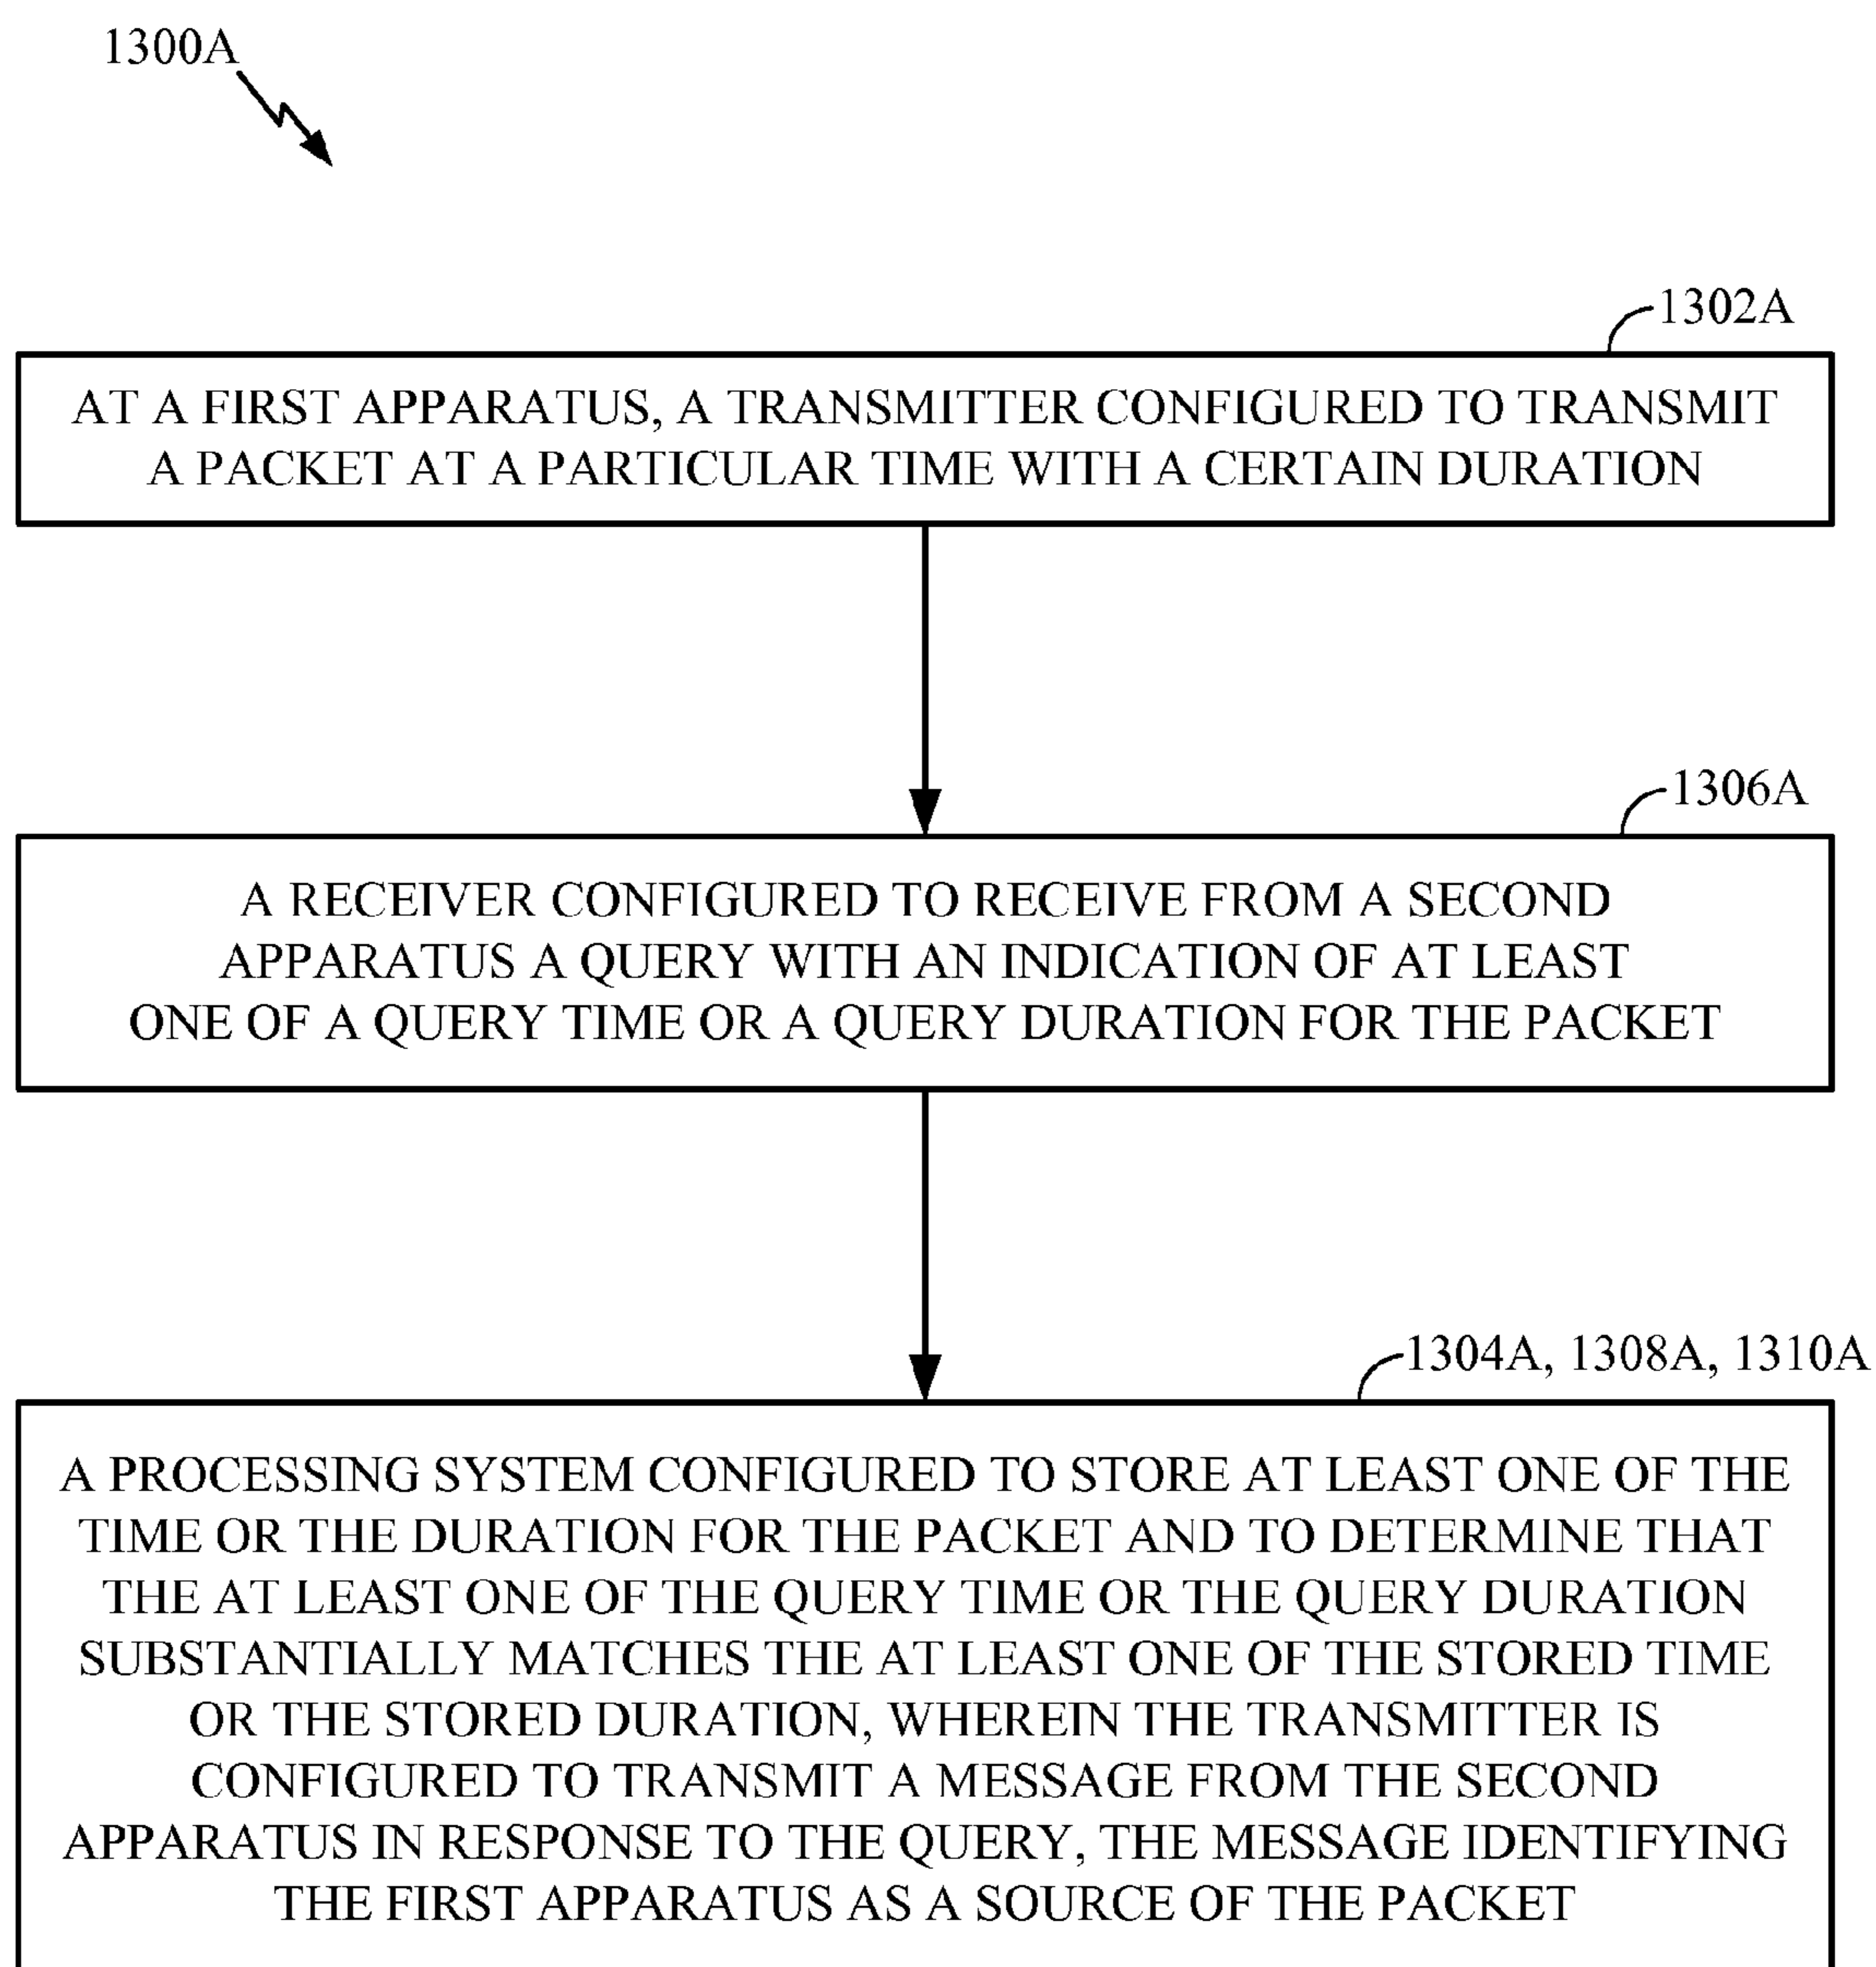 1300A
1302A
AT A FIRST APPARATUS, A TRANSMITTER CONFIGURED TO TRANSMIT
A PACKET AT A PARTICULAR TIME WITH A CERTAIN DURATION
1306A
A RECEIVER CONFIGURED TO RECEIVE FROM A SECOND
APPARATUS A QUERY WITH AN INDICATION OF AT LEAST
ONE OF A QUERY TIME OR A QUERY DURATION FOR THE PACKET
1304A, 1308A, 1310A
A PROCESSING SYSTEM CONFIGURED TO STORE AT LEAST ONE OF THE
TIME OR THE DURATION FOR THE PACKET AND TO DETERMINE THAT
THE AT LEAST ONE OF THE QUERY TIME OR THE QUERY DURATION
SUBSTANTIALLY MATCHES THE AT LEAST ONE OF THE STORED TIME
OR THE STORED DURATION, WHEREIN THE TRANSMITTER IS
CONFIGURED TO TRANSMIT A MESSAGE FROM THE SECOND
APPARATUS IN RESPONSE TO THE QUERY, THE MESSAGE IDENTIFYING
THE FIRST APPARATUS AS A SOURCE OF THE PACKET